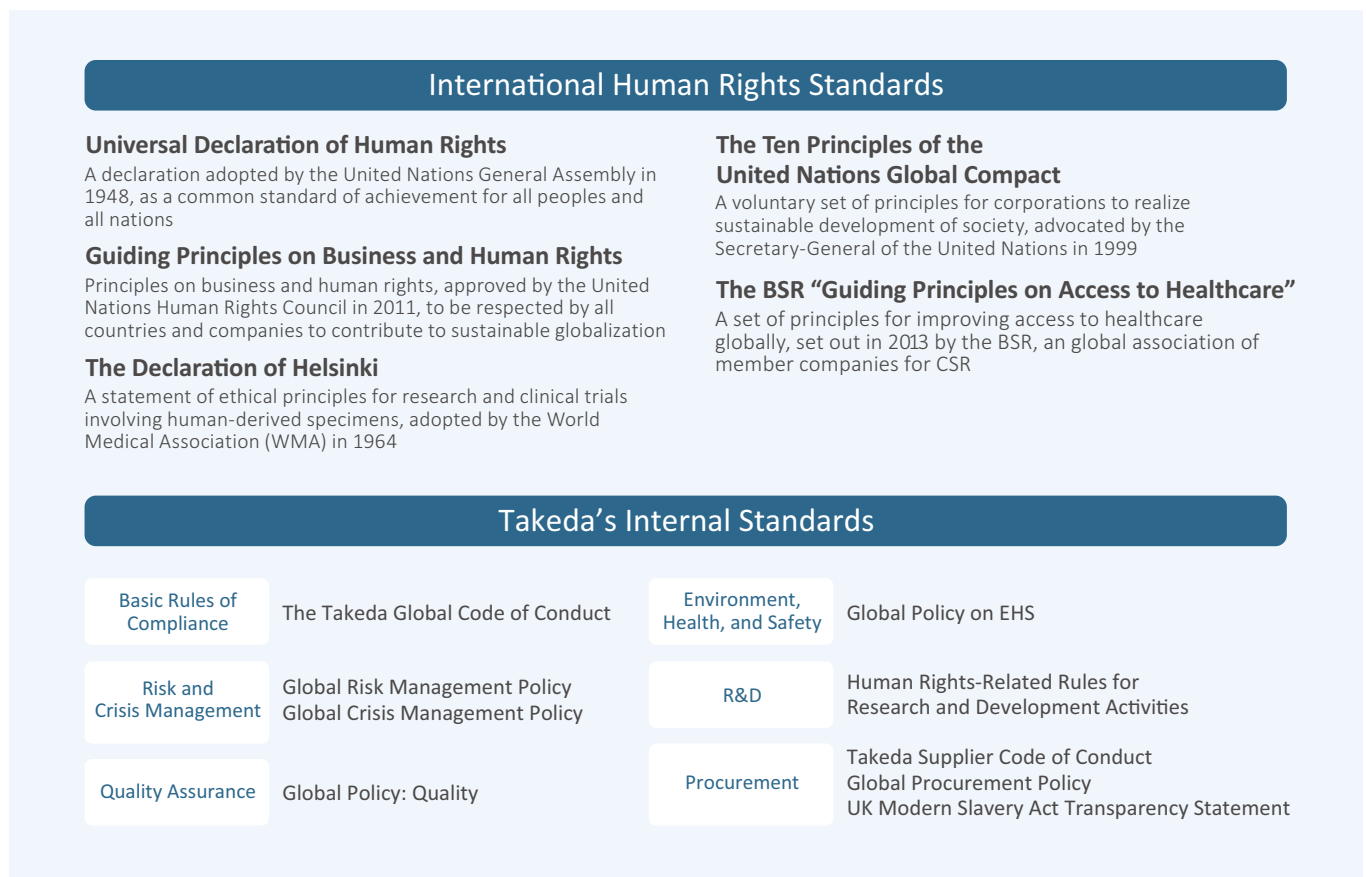 International Human Rights Standards
Universal Declaration of Human Rights
A declaration adopted by the United Nations General Assembly in
1948, as a common standard of achievement for all peoples and
all nations
Guiding Principles on Business and Human Rights
Principles on business and human rights, approved by the United
Nations Human Rights Council in 2011, to be respected by all
countries and companies to contribute to sustainable globalization
The Declaration of Helsinki
A statement of ethical principles for research and clinical trials
involving human-derived specimens, adopted by the World
Medical Association (WMA) in 1964
The Ten Principles of the
United Nations Global Compact
A voluntary set of principles for corporations to realize
sustainable development of society, advocated by the
Secretary-General of the United Nations in 1999
The BSR “Guiding Principles on Access to Healthcare”
A set of principles for improving access to healthcare
globally, set out in 2013 by the BSR, an global association of
member companies for CSR
Takeda’s Internal Standards
Basic Rules of
Compliance
The Takeda Global Code of Conduct
Risk and
Crisis Management
Global Risk Management Policy
Global Crisis Management Policy
Quality Assurance
Global Policy: Quality
Environment,
Health, and Safety
Global Policy on EHS
R&D
Human Rights-Related Rules for
Research and Development Activities
Procurement
Takeda Supplier Code of Conduct
Global Procurement Policy
UK Modern Slavery Act Transparency Statement